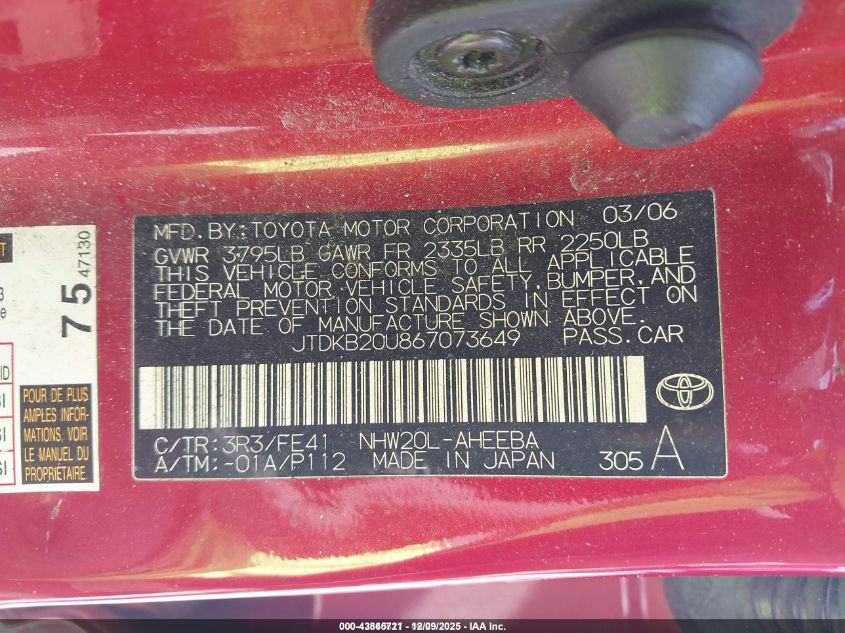 MFD.BY:TOYOTA MOTOR CORPORATION 03/06
GVWR 3795LB GAWR FR 2335LB RR 2250LB
THIS VEHICLE CONFORMS TO ALL APPLICABLE
FEDERAL MOTOR VEHICLE SAFETY,BUMPER,AND
THEFT PREVENTION STANDARDS IN EFFECT ON
THE DATE OF MANUFACTURE SHOWN ABOVE.
JTDKB20U867073649 PASS.CAR
C/TR:3R3/FE41 NHW20L-AHEEBA
A/TM:-01A/P112 MADE IN JAPAN 305 A
75 47130
POUR DE PLUS
AMPLES INFOR-
MATIONS, VOIR
LE MANUEL DU
PROPRIÉTAIRE
000-43865721 - 12/09/2025 - IAA Inc.